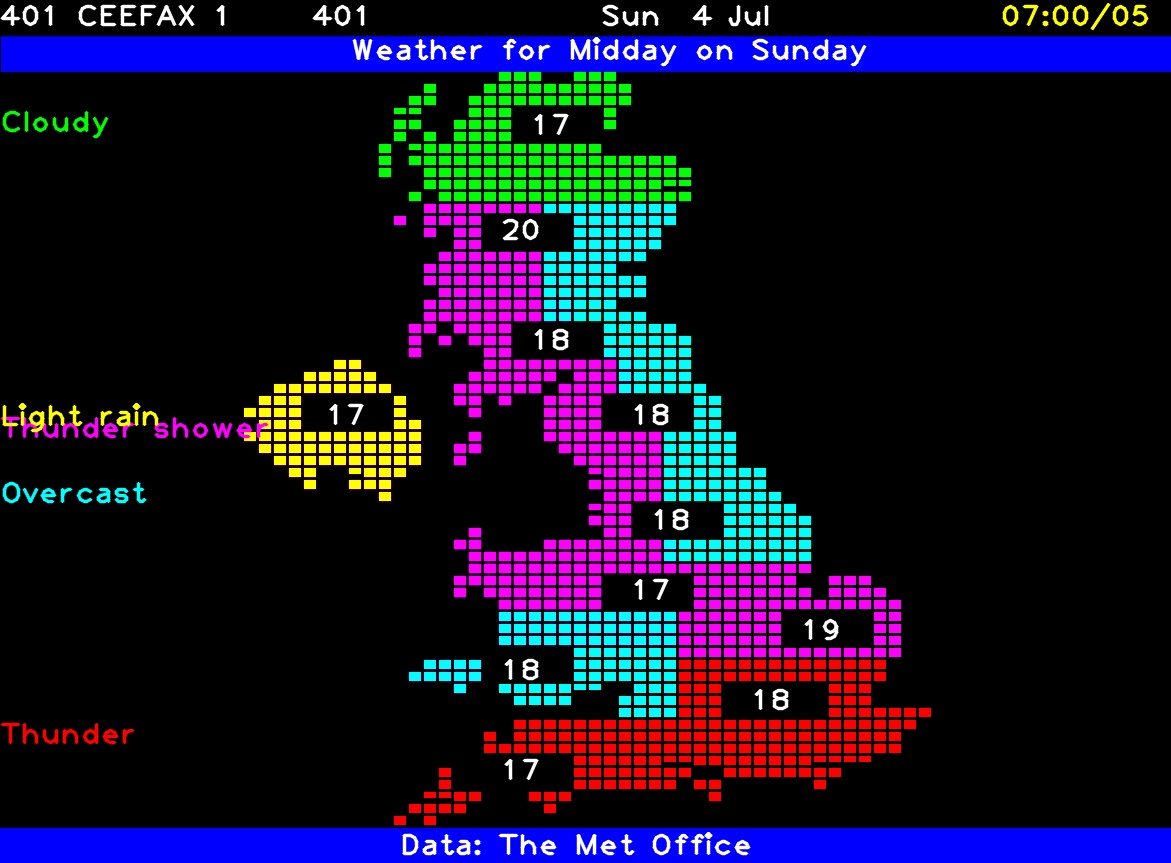 401 CEEFAX 1 401 Sun 4 Jul 07:00/05
Weather for Midday on Sunday
Cloudy
17
20
18
Light rain
17
18
Thunder shower
Overcast
18
17
19
18
18
Thunder
17
Data: The Met Office